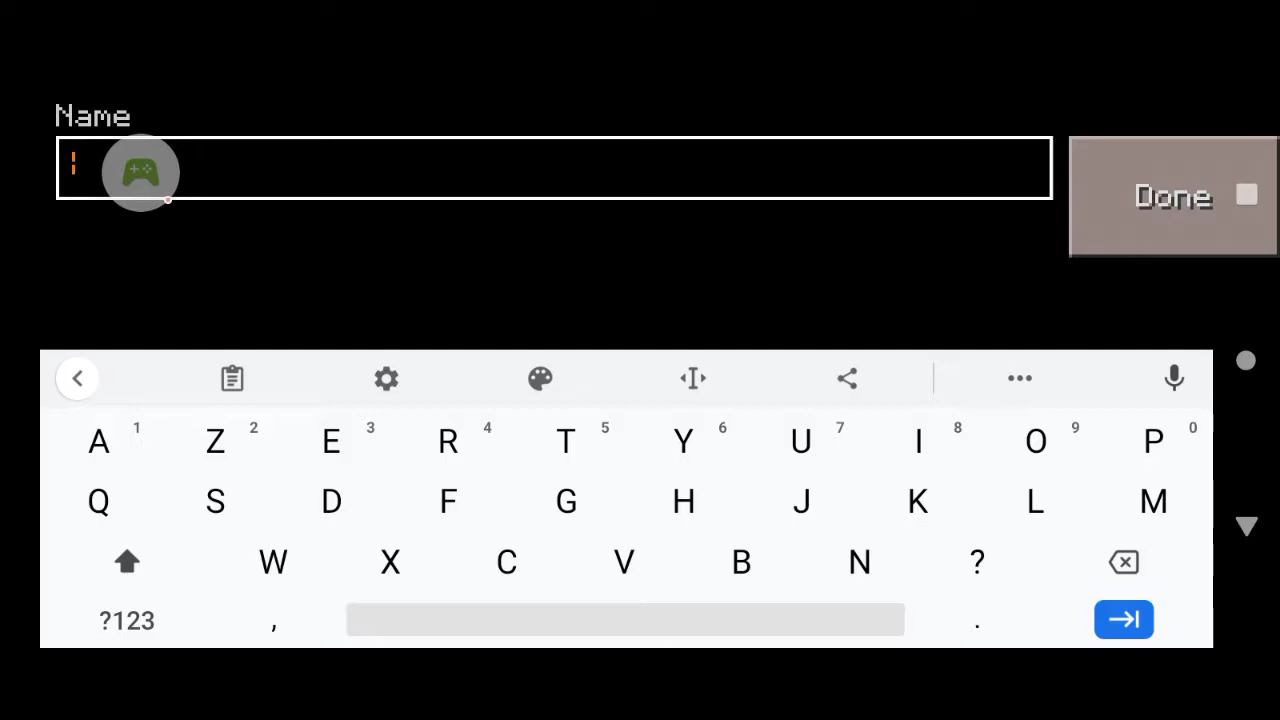 Name
Done
A 1 Z 2 E 3 R 4 T 5 Y 6 U 7 I 8 O 9 P 0
Q S D F G H J K L M
W X C V B N ?
?123 , .